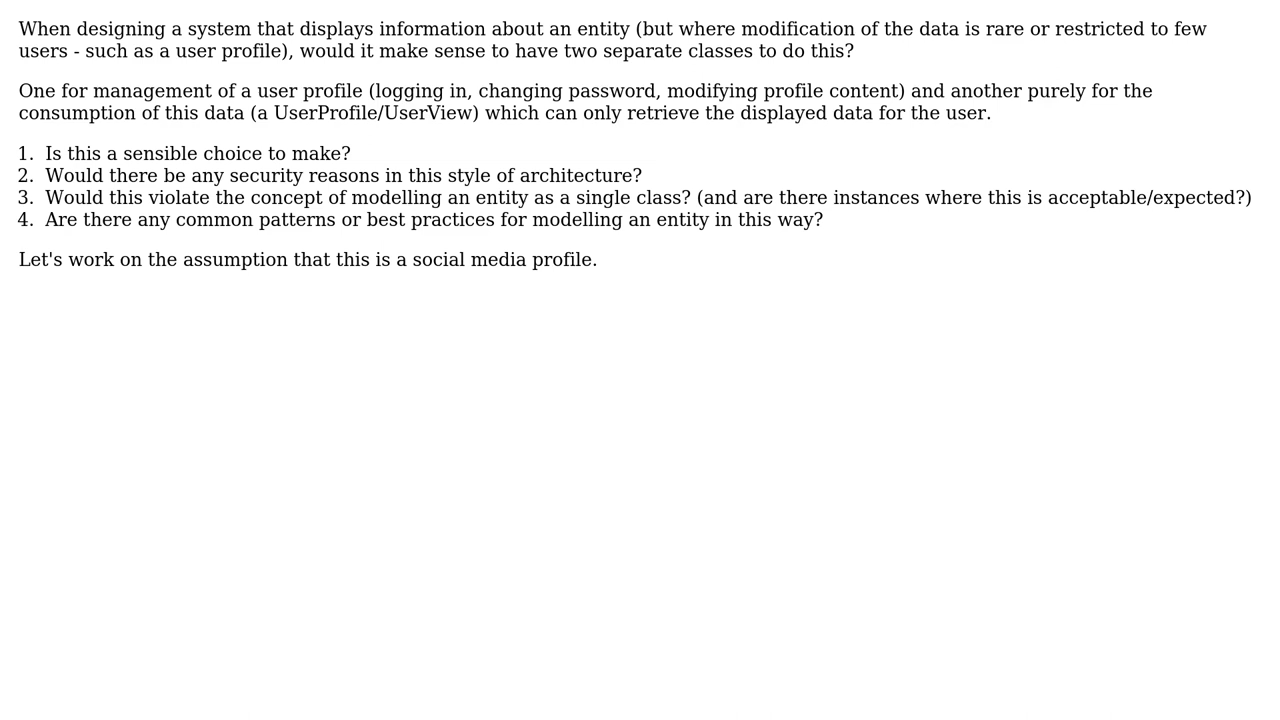 When designing a system that displays information about an entity (but where modification of the data is rare or restricted to few
users - such as a user profile), would it make sense to have two separate classes to do this?
One for management of a user profile (logging in, changing password, modifying profile content) and another purely for the
consumption of this data (a UserProfile/UserView) which can only retrieve the displayed data for the user.
1. Is this a sensible choice to make?
2. Would there be any security reasons in this style of architecture?
3. Would this violate the concept of modelling an entity as a single class? (and are there instances where this is acceptable/expected?)
4. Are there any common patterns or best practices for modelling an entity in this way?
Let's work on the assumption that this is a social media profile.